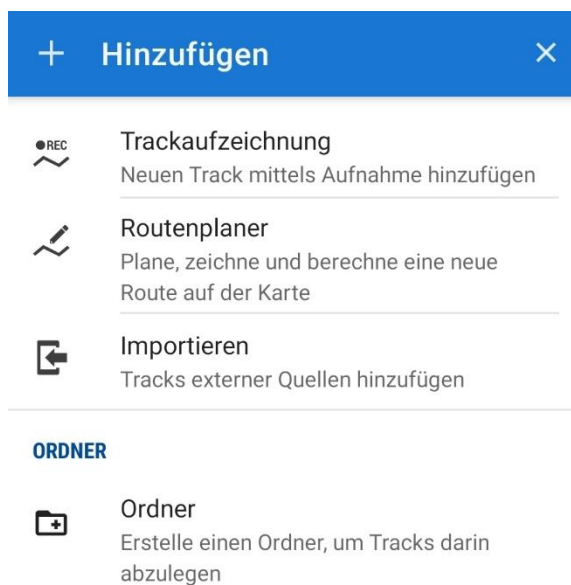 Hinzufügen
REC
Trackaufzeichnung
Neuen Track mittels Aufnahme hinzufügen
Routenplaner
Plane, zeichne und berechne eine neue
Route auf der Karte
Importieren
Tracks externer Quellen hinzufügen
ORDNER
Ordner
Erstelle einen Ordner, um Tracks darin
abzulegen